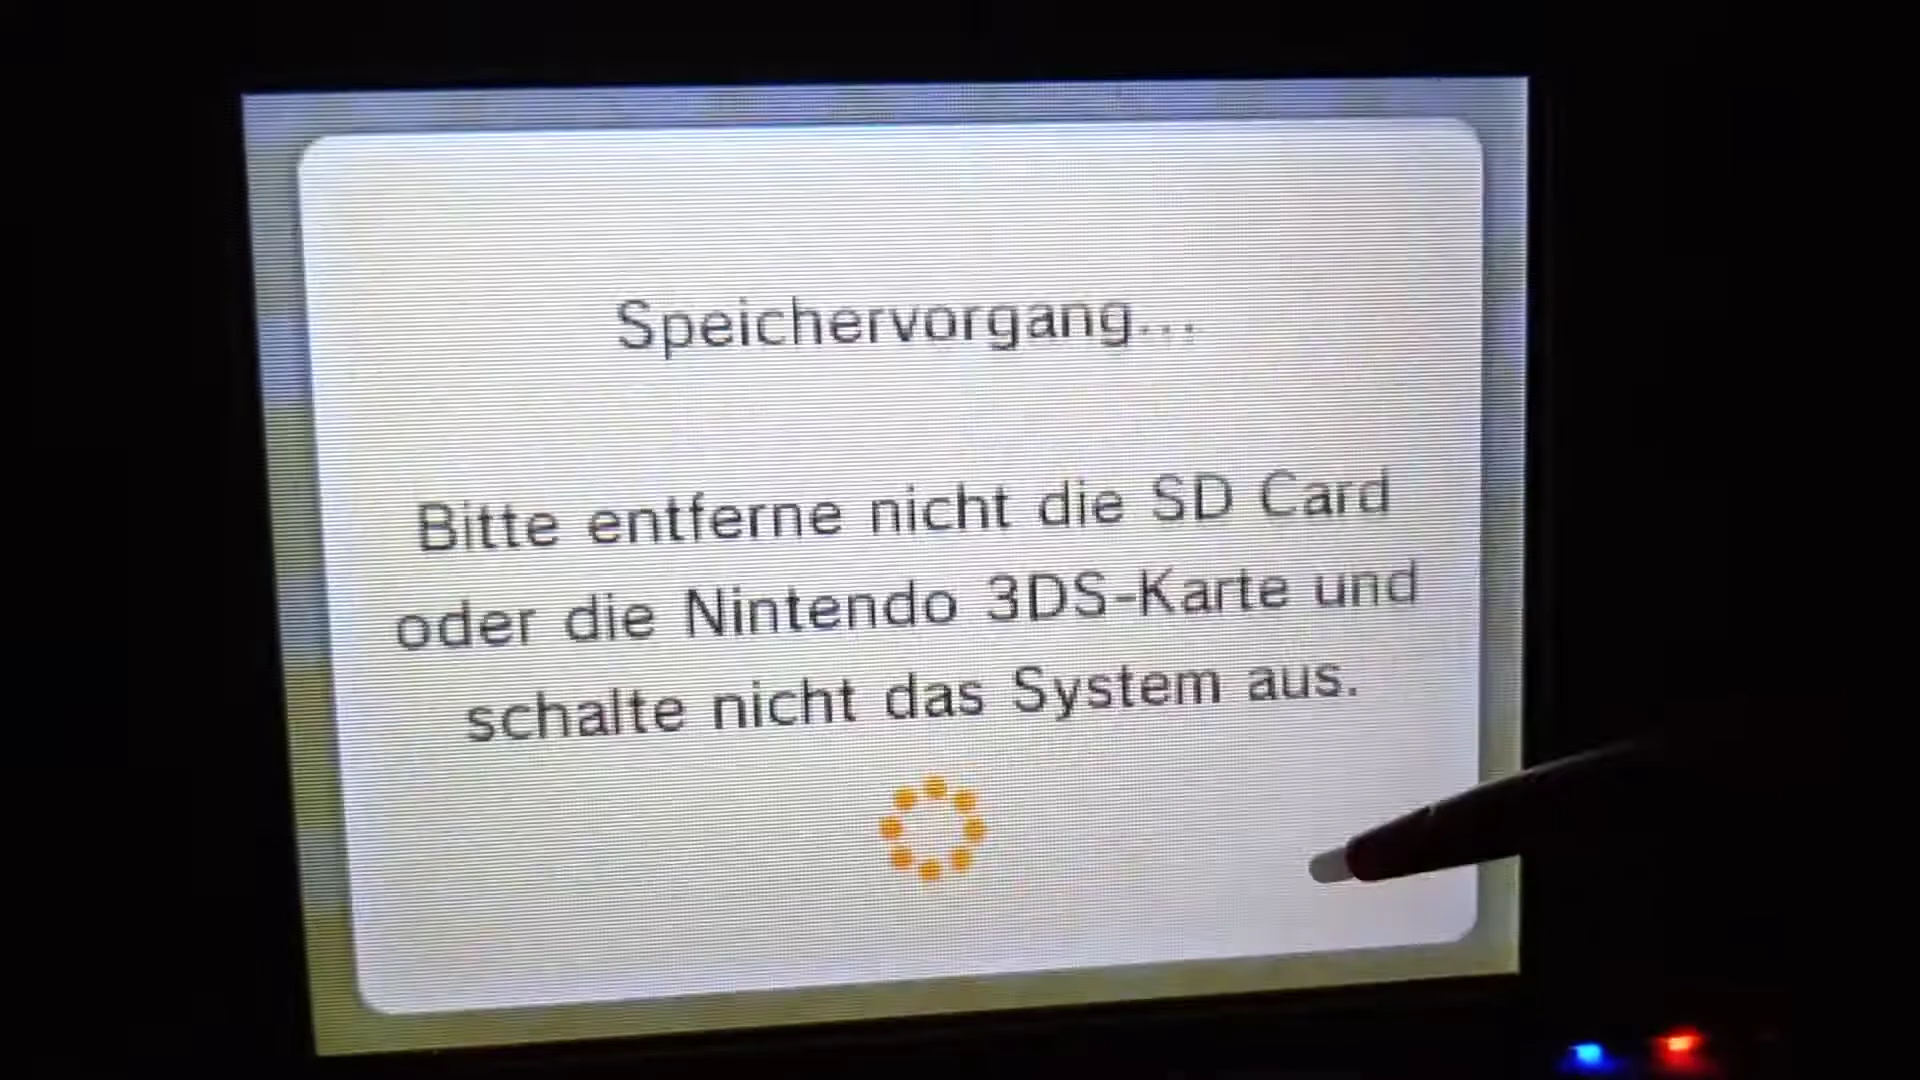 Speichervorgang...
Bitte entferne nicht die SD Card
oder die Nintendo 3DS-Karte und
schalte nicht das System aus.